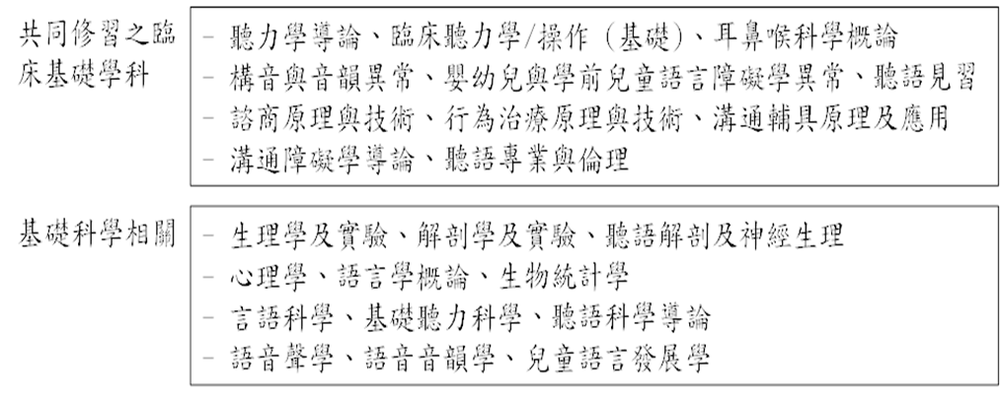 共同修習之臨
床基礎學科
– 聽力學導論、臨床聽力學/操作（基礎）、耳鼻喉科學概論
– 構音與音韻異常、嬰幼兒與學前兒童語言障礙學異常、聽語見習
– 諮商原理與技術、行為治療原理與技術、溝通輔具原理及應用
– 溝通障礙學導論、聽語專業與倫理
基礎科學相關
– 生理學及實驗、解剖學及實驗、聽語解剖及神經生理
– 心理學、語言學概論、生物統計學
– 言語科學、基礎聽力科學、聽語科學導論
– 語音聲學、語音音韻學、兒童語言發展學